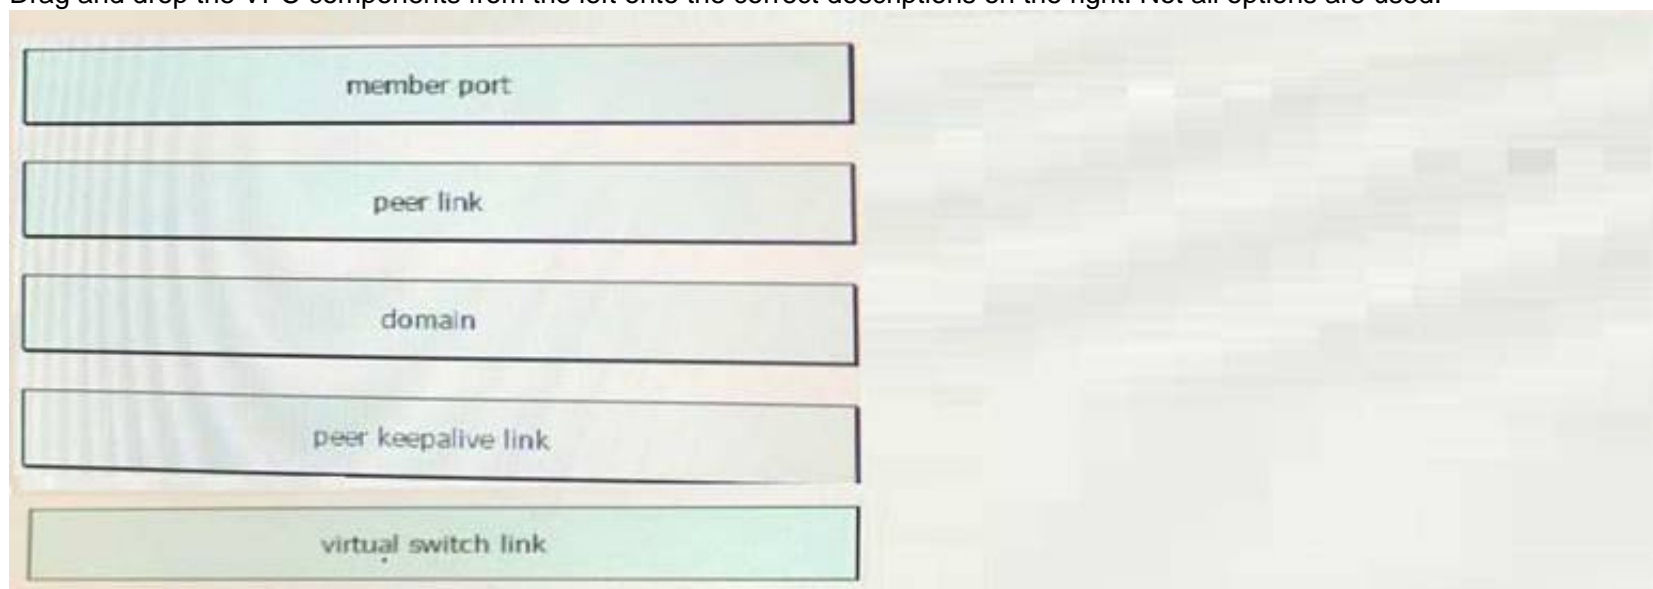 Drag and drop the VPC components from the left onto the correct descriptions on the right. Not all options are used.
member port
peer link
domain
peer keepalive link
virtual switch link